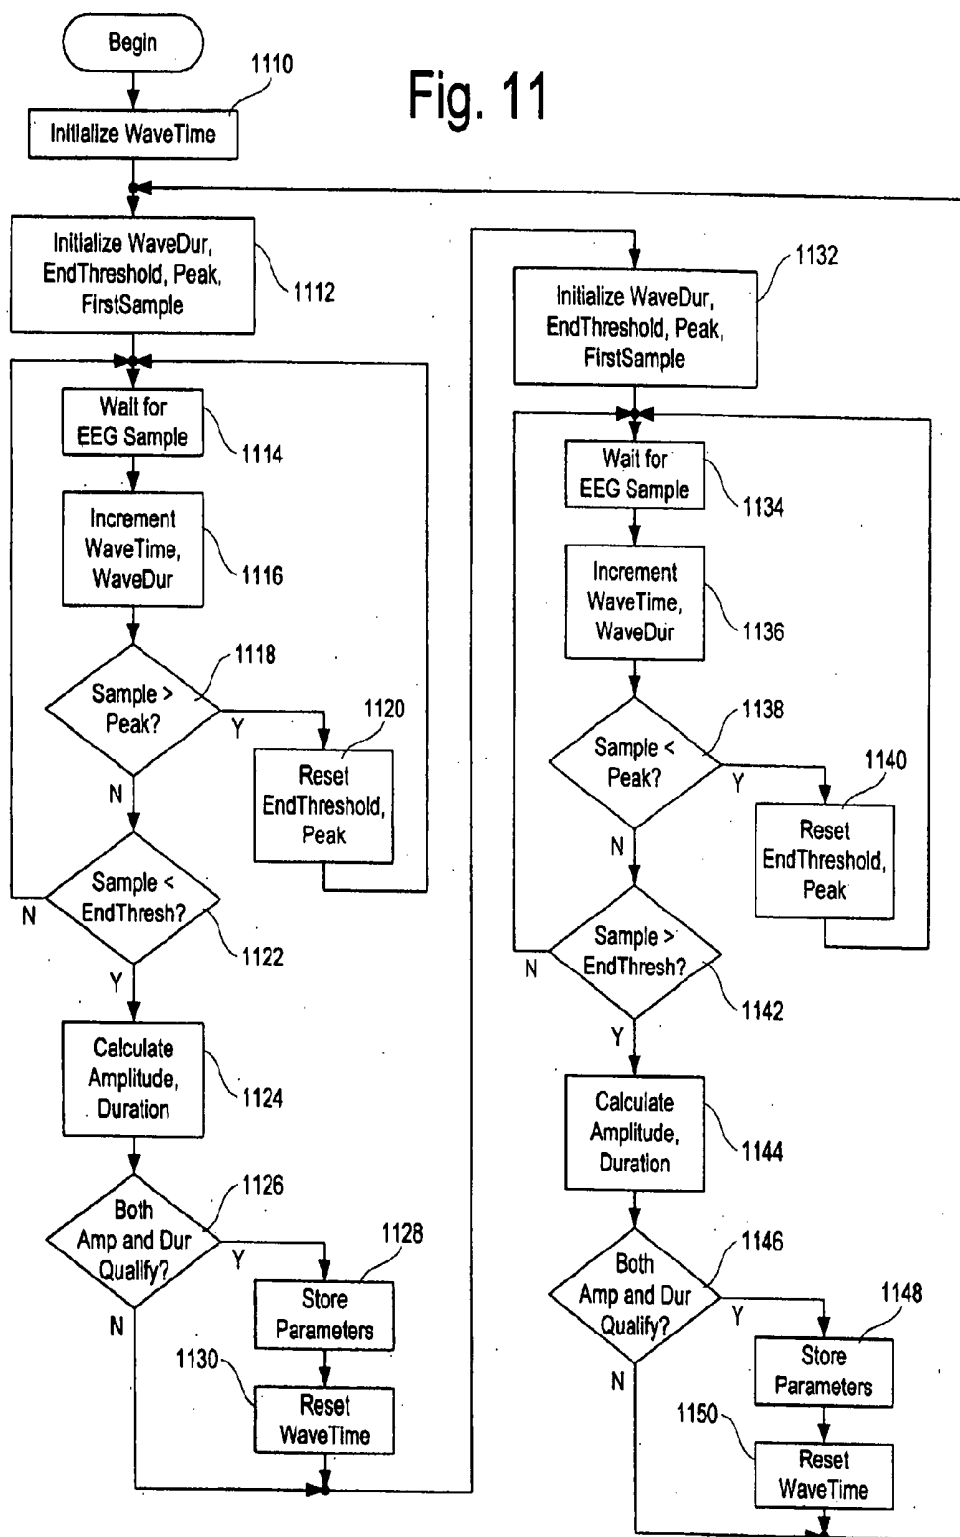 Fig. 11
Begin
1110
Initialize WaveTime
Initialize WaveDur,
EndThreshold, Peak,
FirstSample
1112
Wait for
EEG Sample
1114
Increment
WaveTime,
WaveDur
1116
1118
Sample >
Peak?
Y
N
1120
Reset
EndThreshold,
Peak
Sample <
EndThresh?
N
1122
Y
Calculate
Amplitude,
Duration
1124
1126
Both
Amp and Dur
Qualify?
Y
N
1128
Store
Parameters
1130
Reset
WaveTime
1132
Initialize WaveDur,
EndThreshold, Peak,
FirstSample
Wait for
EEG Sample
1134
Increment
WaveTime,
WaveDur
1136
1138
Sample <
Peak?
Y
N
1140
Reset
EndThreshold,
Peak
Sample >
EndThresh?
N
1142
Y
Calculate
Amplitude,
Duration
1144
1146
Both
Amp and Dur
Qualify?
Y
N
1148
Store
Parameters
1150
Reset
WaveTime